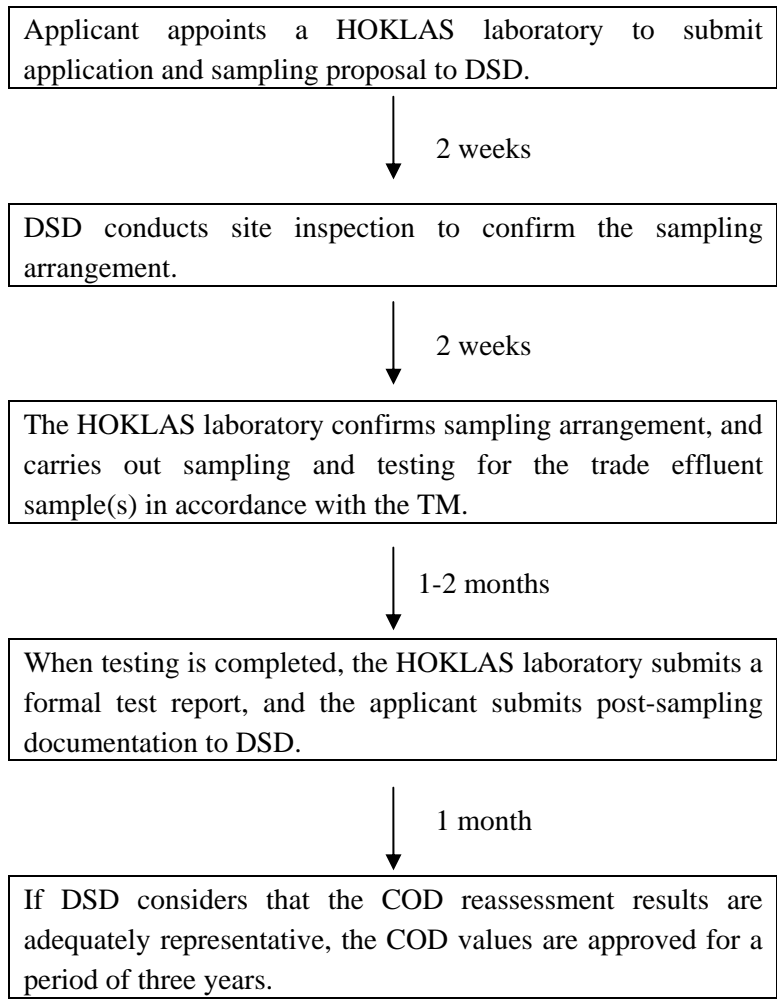 Applicant appoints a HOKLAS laboratory to submit
application and sampling proposal to DSD.
2 weeks
DSD conducts site inspection to confirm the sampling
arrangement.
2 weeks
The HOKLAS laboratory confirms sampling arrangement, and
carries out sampling and testing for the trade effluent
sample(s) in accordance with the TM.
1-2 months
When testing is completed, the HOKLAS laboratory submits a
formal test report, and the applicant submits post-sampling
documentation to DSD.
1 month
If DSD considers that the COD reassessment results are
adequately representative, the COD values are approved for a
period of three years.